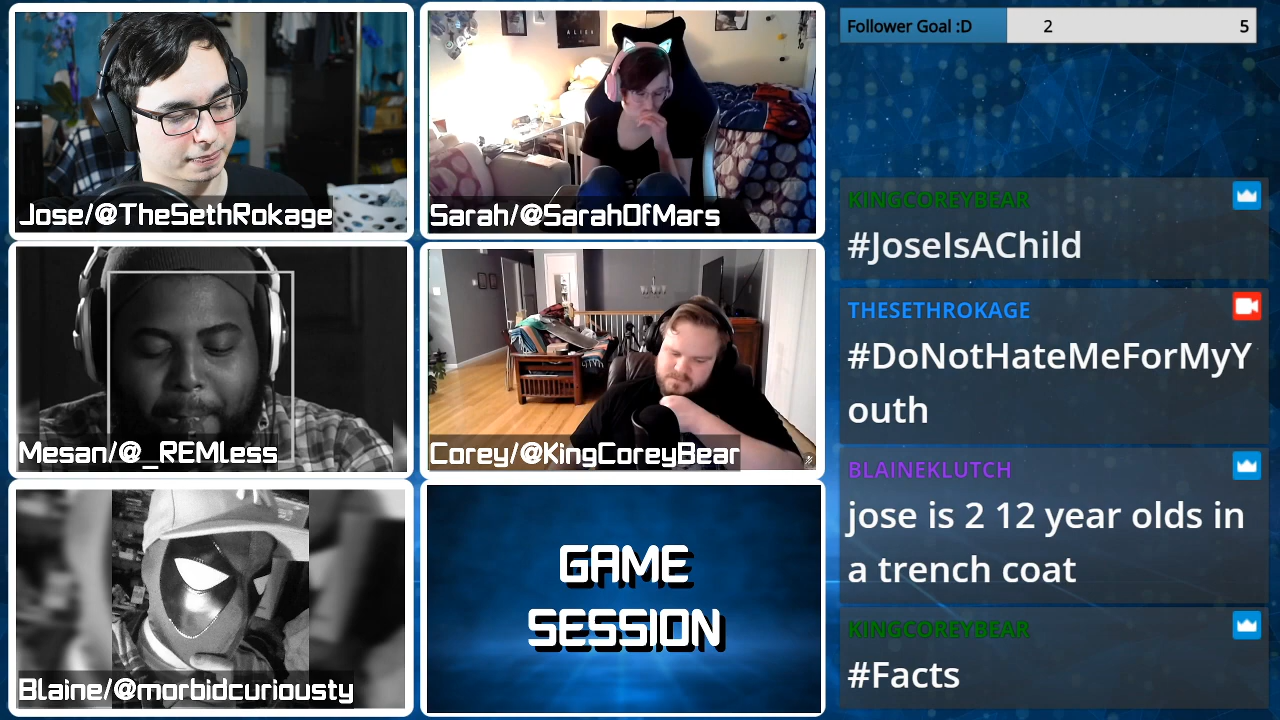 Follower Goal :D 2 5
ALIEN
Jose/@TheSethRokage
Sarah/@SarahOfMars
KINGCOREYBEAR
#JoseIsAChild
THESETHROKAGE
#DoNotHateMeForMyY
outh
Mesan/@_REMless
Corey/@KingCoreyBear
BLAINEKLUTCH
jose is 2 12 year olds in
a trench coat
GAME
SESSION
KINGCOREYBEAR
#Facts
Blaine/@morbidcuriousty